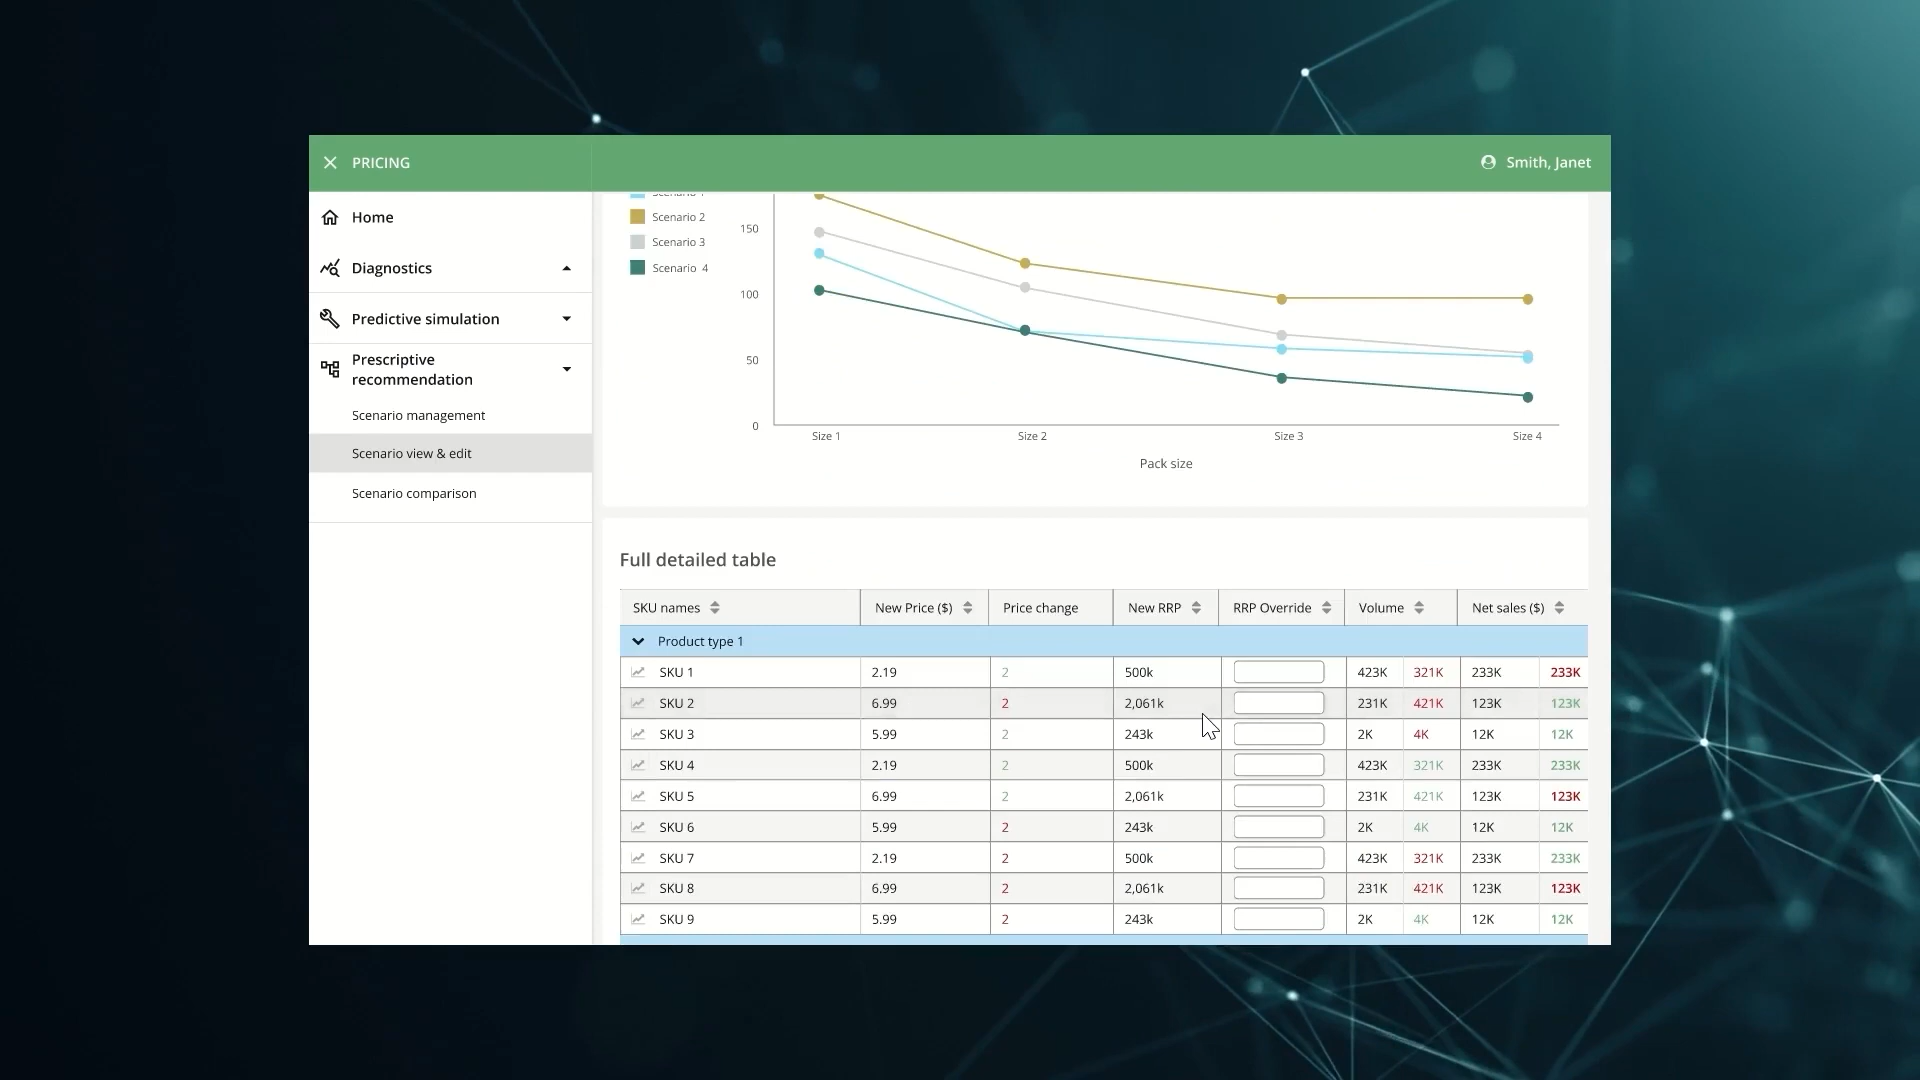 PRICING
Smith, Janet
Home
Diagnostics
Predictive simulation
Prescriptive
recommendation
Scenario management
Scenario view & edit
Scenario comparison
Scenario 2
Scenario 3
Scenario 4
150
100
50
0
Size 1 Size 2 Size 3 Size 4
Pack size
Full detailed table
SKU names New Price ($) Price change New RRP RRP Override Volume Net sales ($)
Product type 1
SKU 1 2.19 2 500k 423K 321K 233K 233K
SKU 2 6.99 2 2,061k 231K 421K 123K 123K
SKU 3 5.99 2 243k 2K 4K 12K 12K
SKU 4 2.19 2 500k 423K 321K 233K 233K
SKU 5 6.99 2 2,061k 231K 421K 123K 123K
SKU 6 5.99 2 243k 2K 4K 12K 12K
SKU 7 2.19 2 500k 423K 321K 233K 233K
SKU 8 6.99 2 2,061k 231K 421K 123K 123K
SKU 9 5.99 2 243k 2K 4K 12K 12K